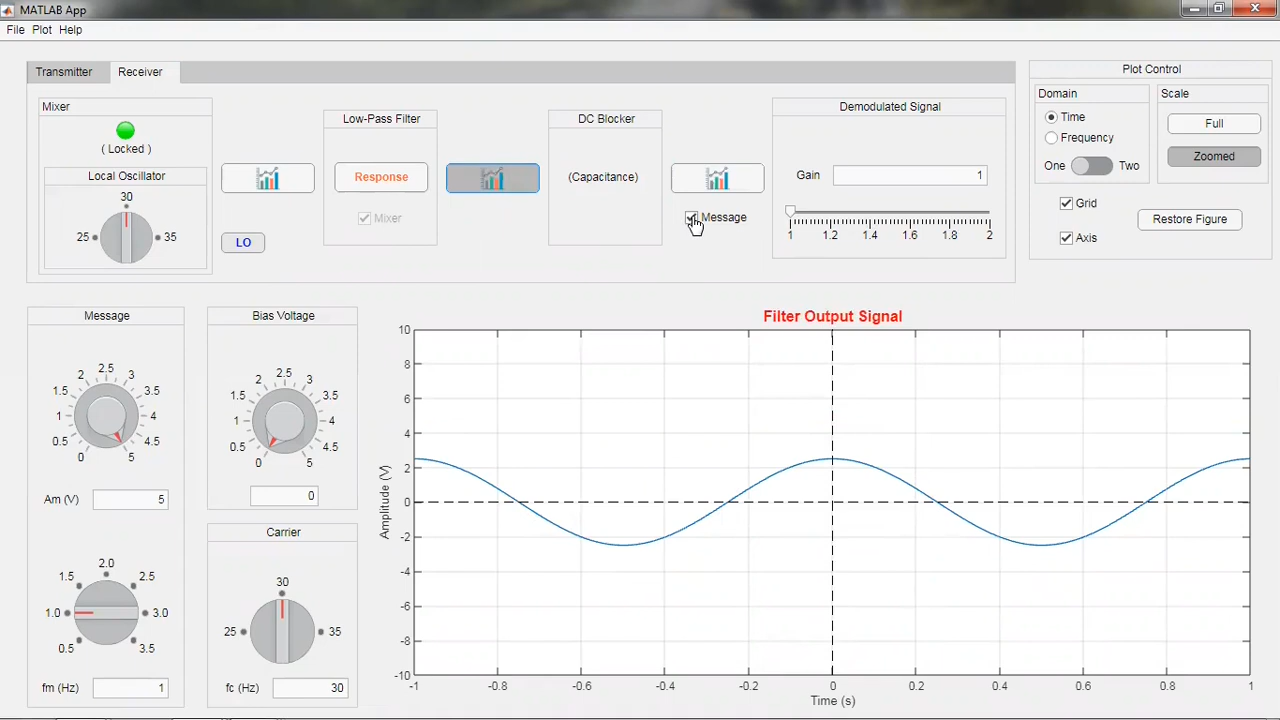 MATLAB App
File Plot Help
Transmitter Receiver
Mixer
( Locked )
Local Oscillator
30
25 35
LO
Low-Pass Filter
Response
Mixer
DC Blocker
(Capacitance)
Message
Demodulated Signal
Gain 1
1 1.2 1.4 1.6 1.8 2
Plot Control
Domain
Time
Frequency
One Two
Scale
Full
Zoomed
Grid
Axis
Restore Figure
Message
2.5
2 3
1.5 3.5
1 4
0.5 4.5
0 5
Am (V) 5
2.0
1.5 2.5
1.0 3.0
0.5 3.5
fm (Hz) 1
Bias Voltage
2.5
2 3
1.5 3.5
1 4
0.5 4.5
0 5
0
Carrier
30
25 35
fc (Hz) 30
Filter Output Signal
10
8
6
4
2
0
-2
-4
-6
-8
-10
Amplitude (V)
-1 -0.8 -0.6 -0.4 -0.2 0 0.2 0.4 0.6 0.8 1
Time (s)